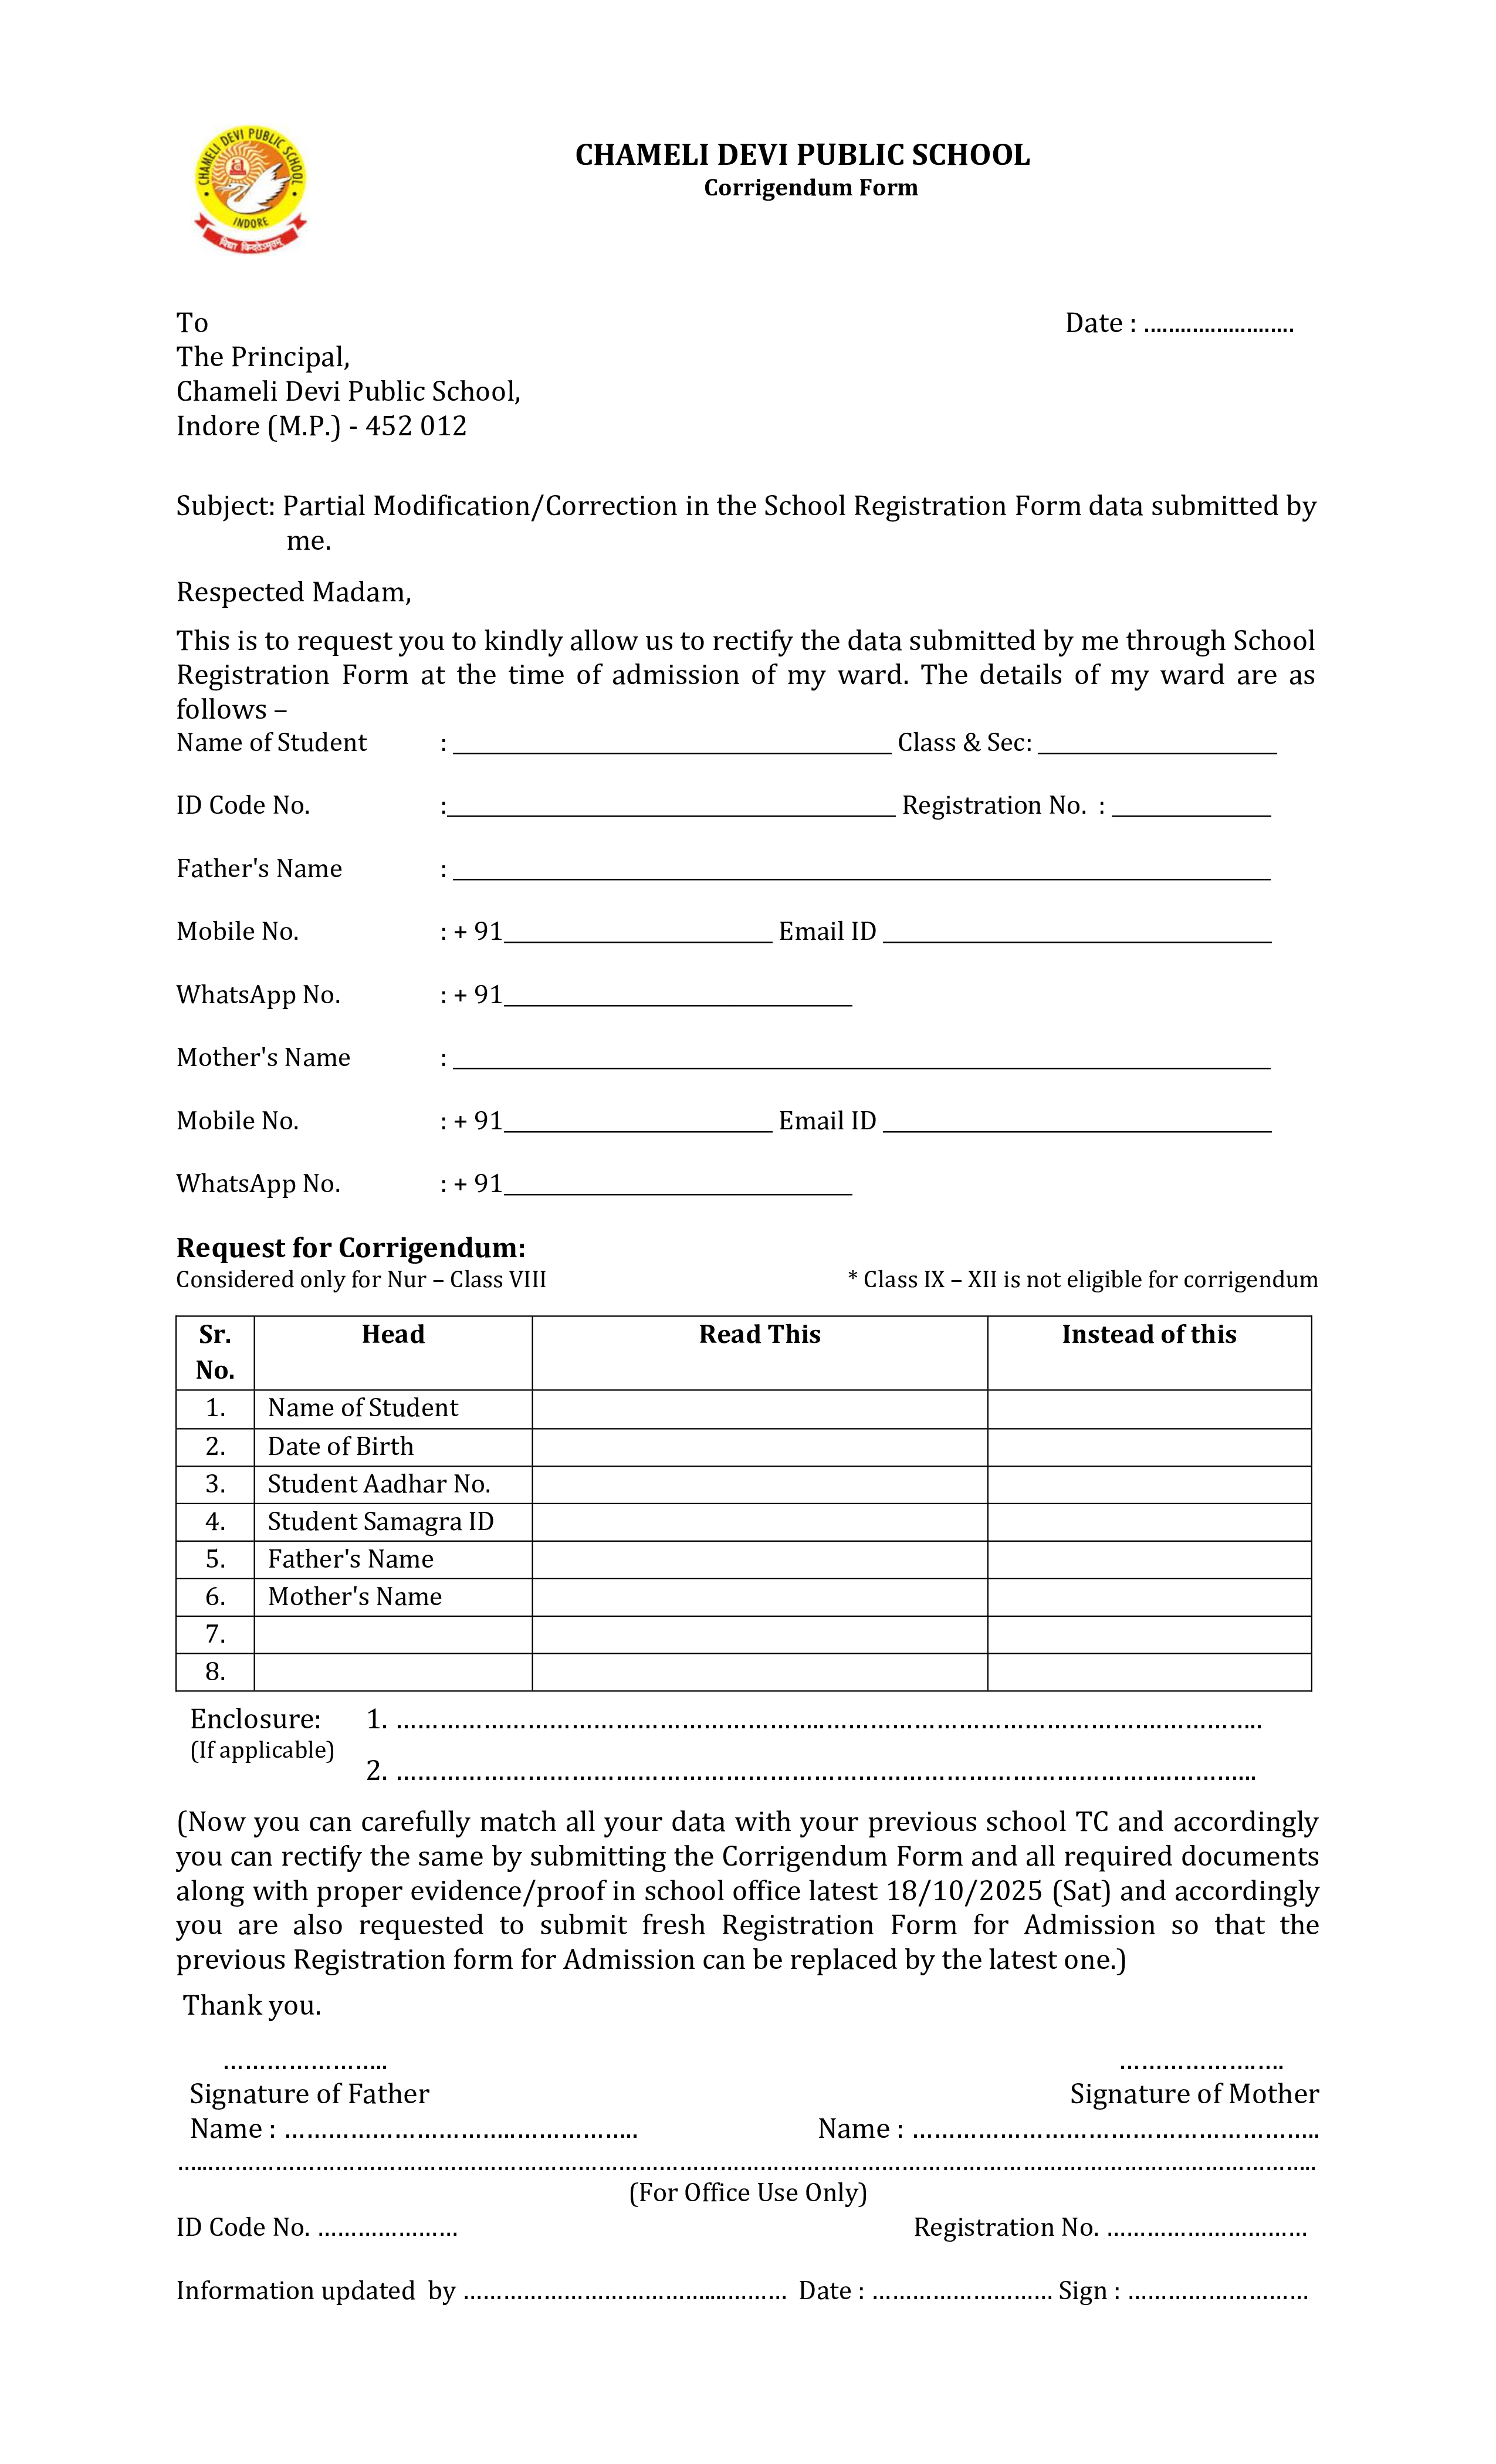 CHAMELI DEVI PUBLIC SCHOOL
INDORE
CHAMELI DEVI PUBLIC SCHOOL
Corrigendum Form
To Date : .........................
The Principal,
Chameli Devi Public School,
Indore (M.P.) - 452 012
Subject: Partial Modification/Correction in the School Registration Form data submitted by
me.
Respected Madam,
This is to request you to kindly allow us to rectify the data submitted by me through School
Registration Form at the time of admission of my ward. The details of my ward are as
follows –
Name of Student : ______________________ Class & Sec: ____________
ID Code No. :______________________ Registration No. : ________
Father's Name : ________________________________________
Mobile No. : + 91______________ Email ID ____________________
WhatsApp No. : + 91__________________
Mother's Name : ________________________________________
Mobile No. : + 91______________ Email ID ____________________
WhatsApp No. : + 91__________________
Request for Corrigendum:
Considered only for Nur – Class VIII * Class IX – XII is not eligible for corrigendum
Sr. Head Read This Instead of this
No.
1. Name of Student
2. Date of Birth
3. Student Aadhar No.
4. Student Samagra ID
5. Father's Name
6. Mother's Name
7.
8.
Enclosure: 1. ……………………………………………………………………………………
(If applicable)
2. ……………………………………………………………………………………
(Now you can carefully match all your data with your previous school TC and accordingly
you can rectify the same by submitting the Corrigendum Form and all required documents
along with proper evidence/proof in school office latest 18/10/2025 (Sat) and accordingly
you are also requested to submit fresh Registration Form for Admission so that the
previous Registration form for Admission can be replaced by the latest one.)
Thank you.
………………….. ………………….
Signature of Father Signature of Mother
Name : ………………………………………….. Name : …………………………………………………..
……………………………………………………………………………………………………………………
(For Office Use Only)
ID Code No. ………………… Registration No. …………………………
Information updated by ………………………………………… Date : ……………………… Sign : ………………………